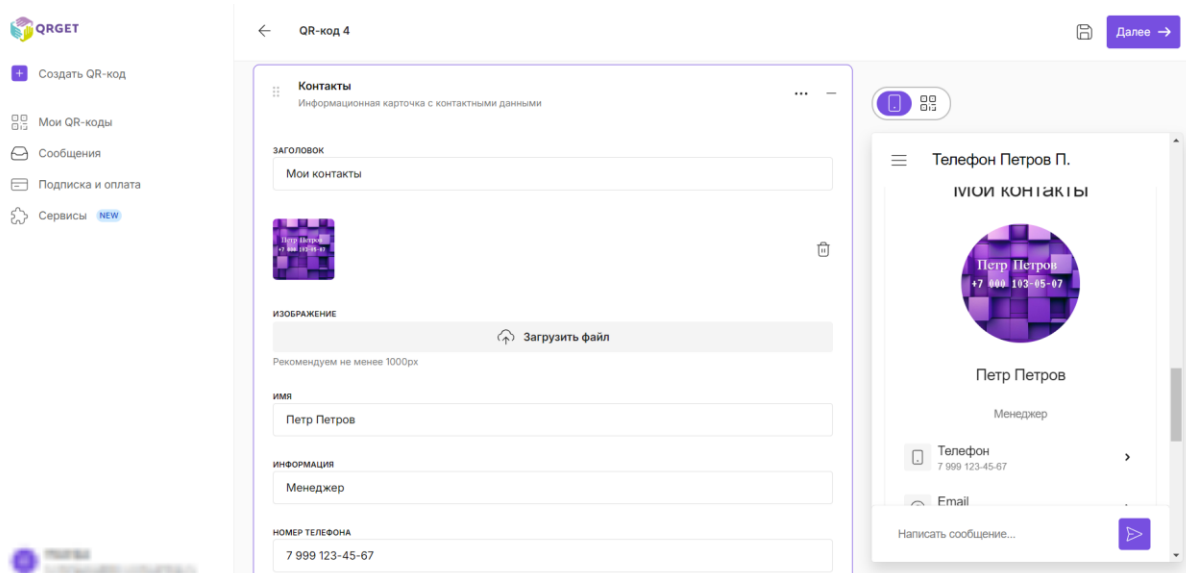 QRGET
Создать QR-код
Мои QR-коды
Сообщения
Подписка и оплата
Сервисы NEW
QR-код 4
Далее →
Контакты
Информационная карточка с контактными данными
ЗАГОЛОВОК
Мои контакты
Петр Петров
+7 000 103-05-07
ИЗОБРАЖЕНИЕ
Загрузить файл
Рекомендуем не менее 1000px
ИМЯ
Петр Петров
ИНФОРМАЦИЯ
Менеджер
НОМЕР ТЕЛЕФОНА
7 999 123-45-67
Телефон Петров П.
Мои контакты
Петр Петров
+7 000 103-05-07
Петр Петров
Менеджер
Телефон
7 999 123-45-67
Email
Написать сообщение...